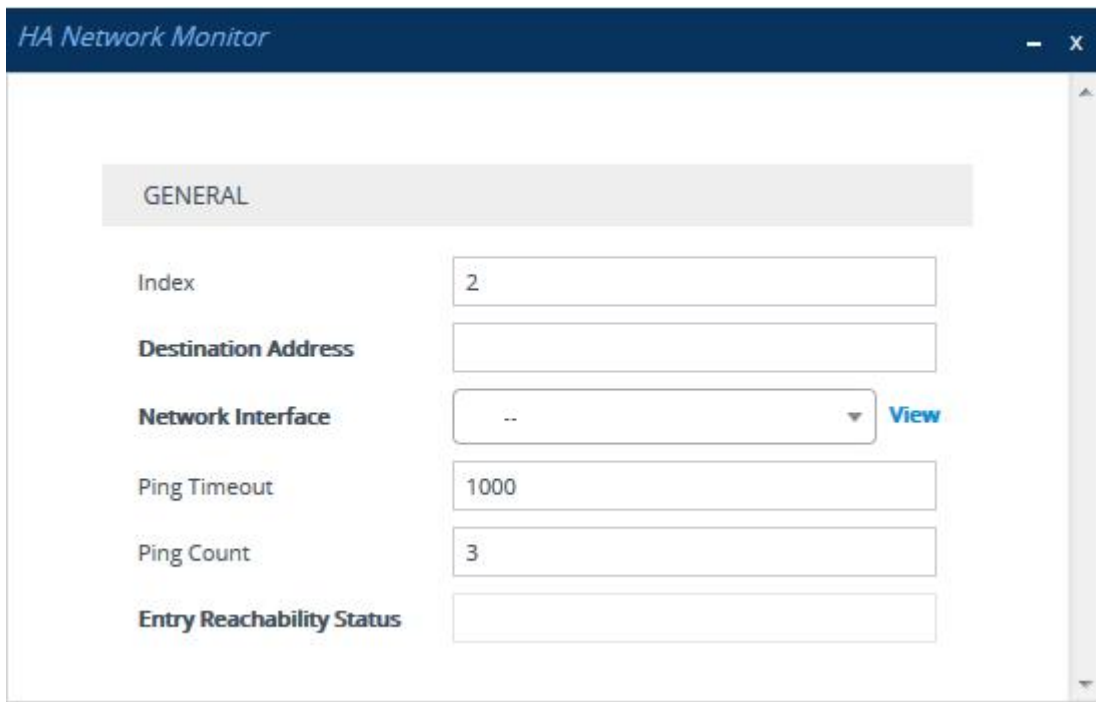 HA Network Monitor – x
GENERAL
Index 2
Destination Address
Network Interface -- View
Ping Timeout 1000
Ping Count 3
Entry Reachability Status